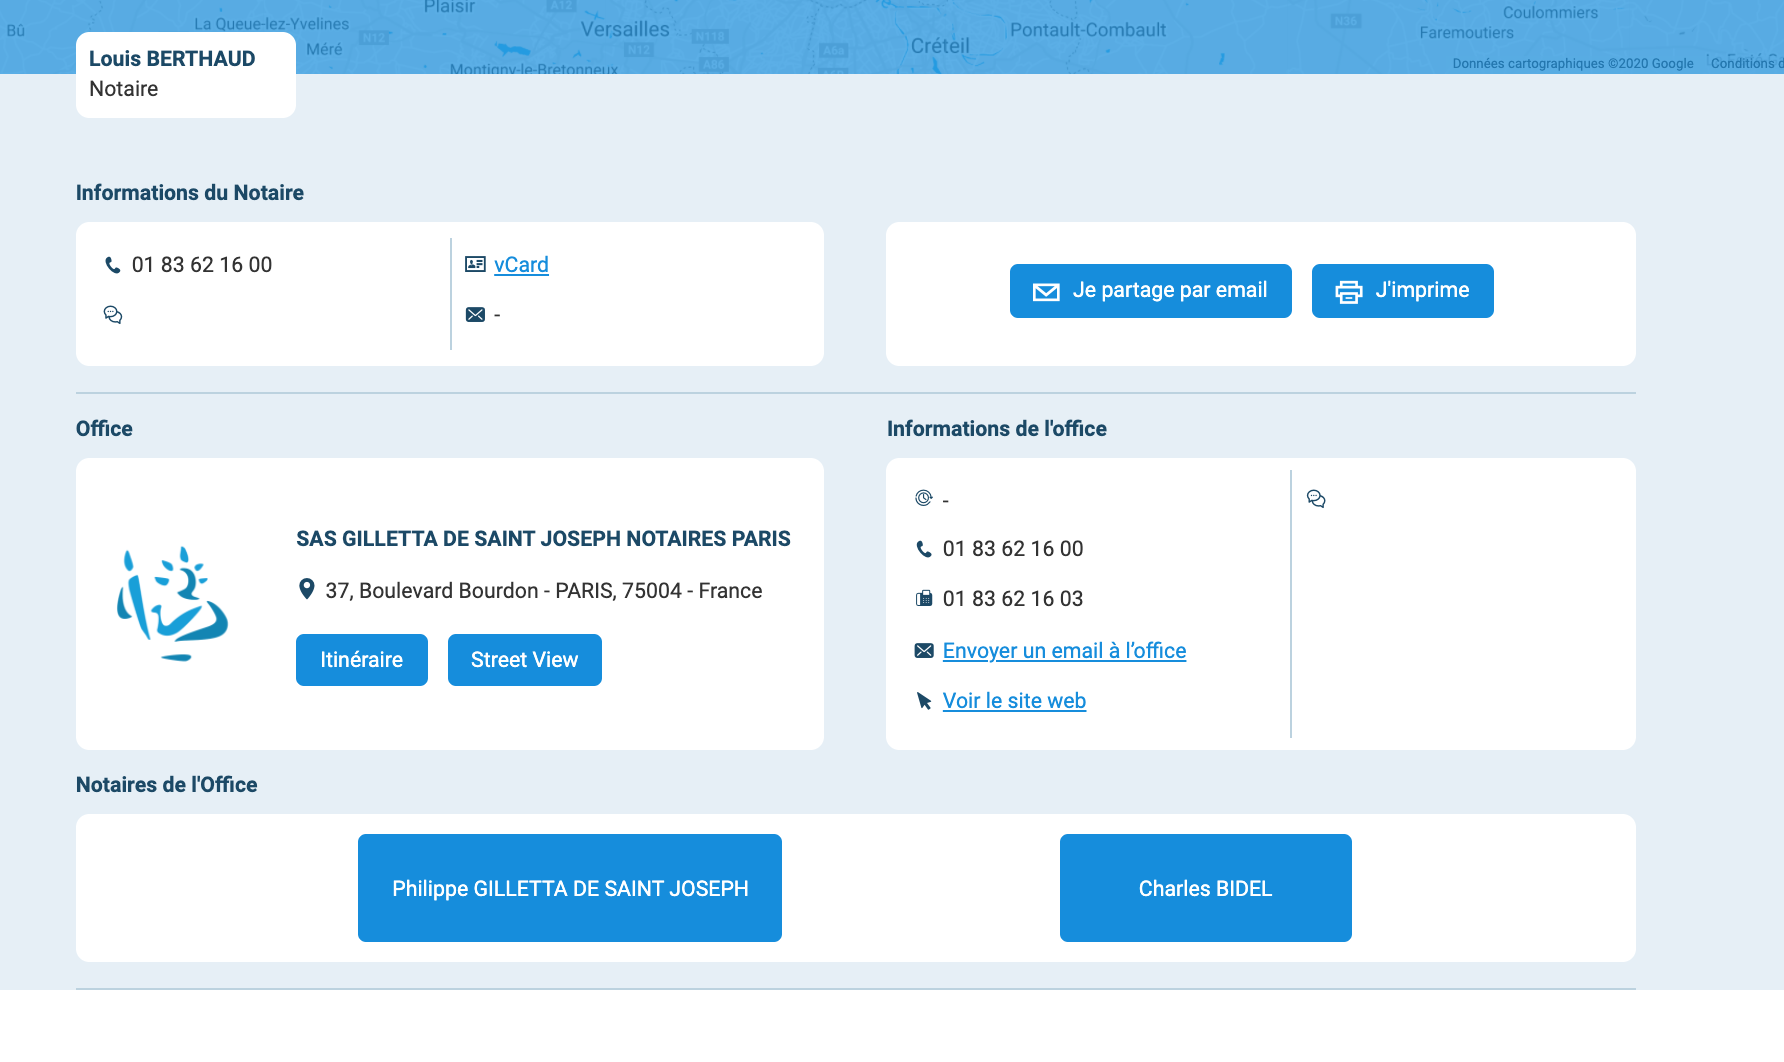 Plaisir
A12
Coulommiers
La Queue-lez-Yvelines
Bû
Versailles
Pontault-Combault
N36
Faremoutiers
N12
N118
Méré
N12
A6a
Créteil
A86
Montigny-le-Bretonneux
Données cartographiques ©2020 Google
Conditions d
Louis BERTHAUD
Notaire
Informations du Notaire
01 83 62 16 00
vCard
-
Je partage par email
J'imprime
Office
Informations de l'office
SAS GILLETTA DE SAINT JOSEPH NOTAIRES PARIS
37, Boulevard Bourdon - PARIS, 75004 - France
Itinéraire
Street View
-
01 83 62 16 00
01 83 62 16 03
Envoyer un email à l’office
Voir le site web
Notaires de l'Office
Philippe GILLETTA DE SAINT JOSEPH
Charles BIDEL